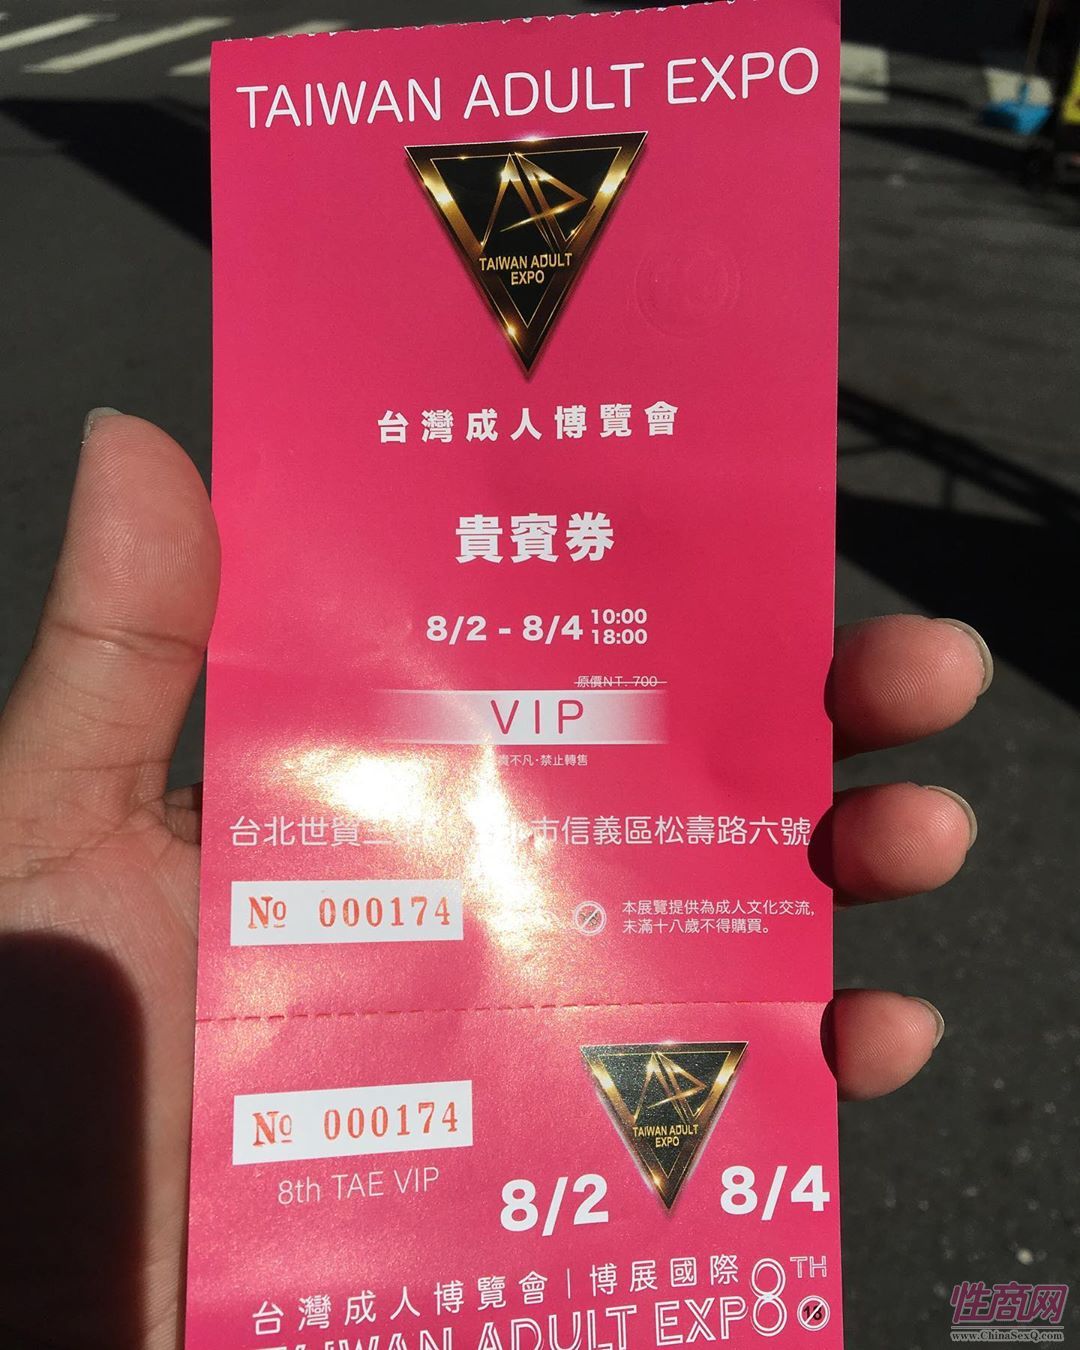 TAIWAN ADULT EXPO
TAIWAN ADULT
EXPO
台灣成人博覽會
貴賓券
8/2 - 8/4 10:00
18:00
原價NT. 700
VIP
不凡·禁止轉售
台北世貿 市信義區松壽路六號
№ 000174
本展覽提供為成人文化交流,
未滿十八歲不得購買。
№ 000174
8th TAE VIP
TAIWAN ADULT
EXPO
8/2 8/4
台灣成人博覽會 | 博展國際 8TH
TAIWAN ADULT EXPO 18
性商网
www.ChinaSexQ.com